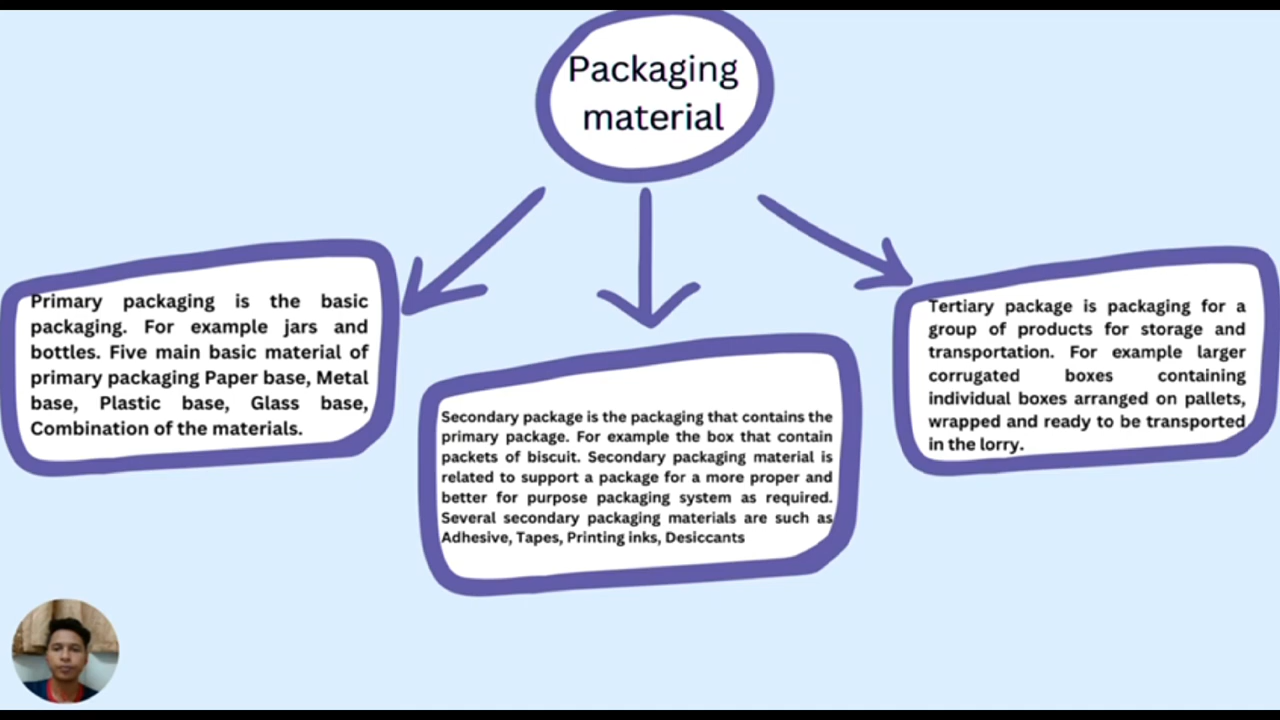 Packaging
material
Primary packaging is the basic
packaging. For example jars and
bottles. Five main basic material of
primary packaging Paper base, Metal
base, Plastic base, Glass base,
Combination of the materials.
Secondary package is the packaging that contains the
primary package. For example the box that contain
packets of biscuit. Secondary packaging material is
related to support a package for a more proper and
better for purpose packaging system as required.
Several secondary packaging materials are such as
Adhesive, Tapes, Printing inks, Desiccants
Tertiary package is packaging for a
group of products for storage and
transportation. For example larger
corrugated boxes containing
individual boxes arranged on pallets,
wrapped and ready to be transported
in the lorry.